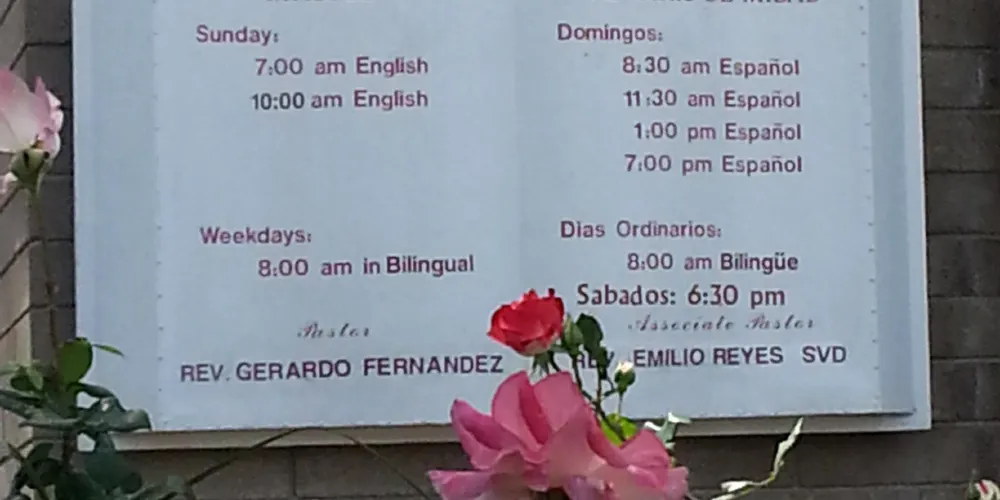 Sunday:
7:00 am English
10:00 am English
Weekdays:
8:00 am in Bilingual
Pastor
REV. GERARDO FERNANDEZ
Domingos:
8:30 am Español
11:30 am Español
1:00 pm Español
7:00 pm Español
Dias Ordinarios:
8:00 am Bilingüe
Sabados: 6:30 pm
Associate Pastor
EMILIO REYES SVD